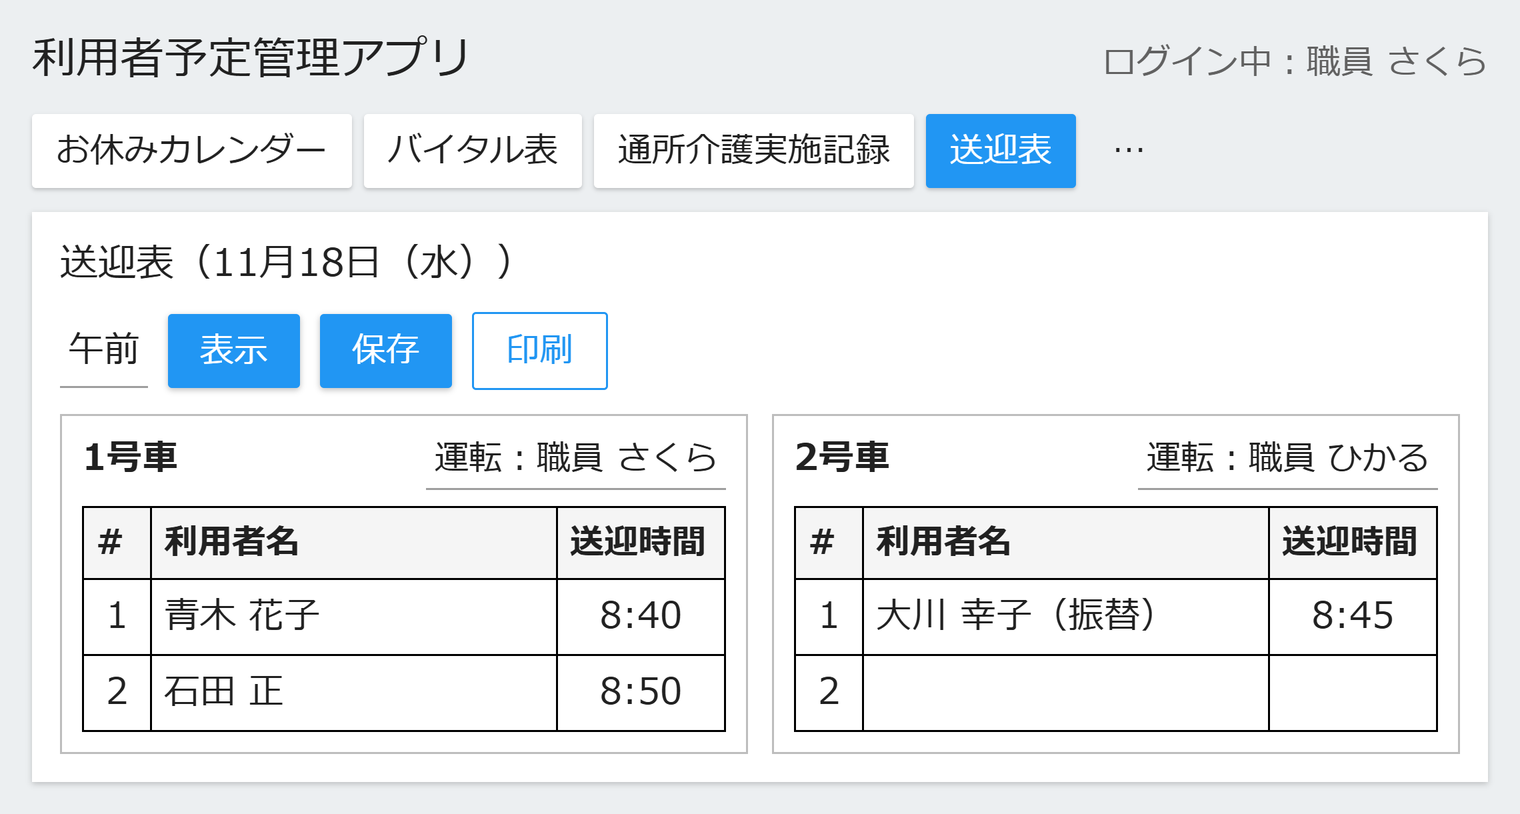 利用者予定管理アプリ
ログイン中：職員 さくら
お休みカレンダー バイタル表 通所介護実施記録 送迎表 …
送迎表（11月18日（水））
午前 表示 保存 印刷
1号車 運転：職員 さくら
# 利用者名 送迎時間
1 青木 花子 8:40
2 石田 正 8:50
2号車 運転：職員 ひかる
# 利用者名 送迎時間
1 大川 幸子（振替） 8:45
2